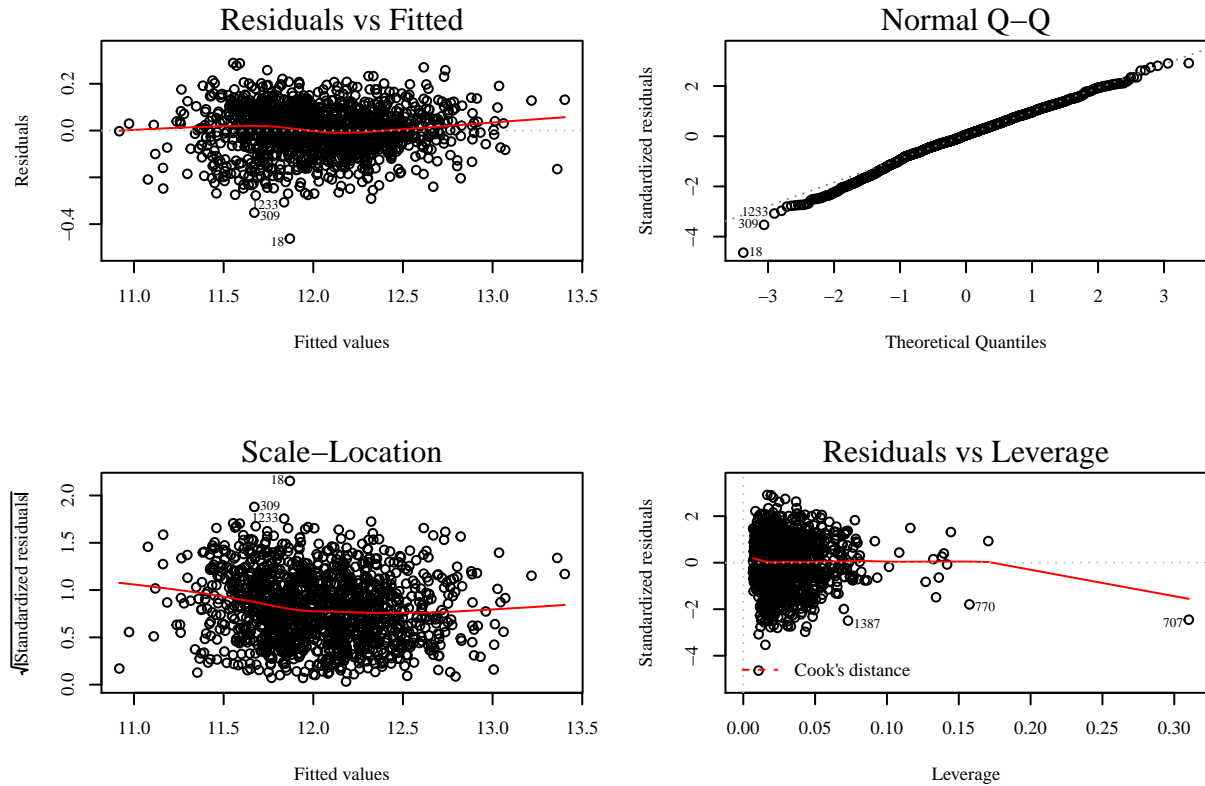 Residuals vs Fitted
Residuals
0.2
0.0
−0.4
1233
309
18
11.0 11.5 12.0 12.5 13.0 13.5
Fitted values
Normal Q−Q
Standardized residuals
2
0
−2
−4
1233
309
18
−3 −2 −1 0 1 2 3
Theoretical Quantiles
Scale−Location
√|Standardized residuals|
2.0
1.5
1.0
0.5
0.0
18
309
1233
11.0 11.5 12.0 12.5 13.0 13.5
Fitted values
Residuals vs Leverage
Standardized residuals
2
0
−2
−4
770
1387
707
Cook's distance
0.00 0.05 0.10 0.15 0.20 0.25 0.30
Leverage